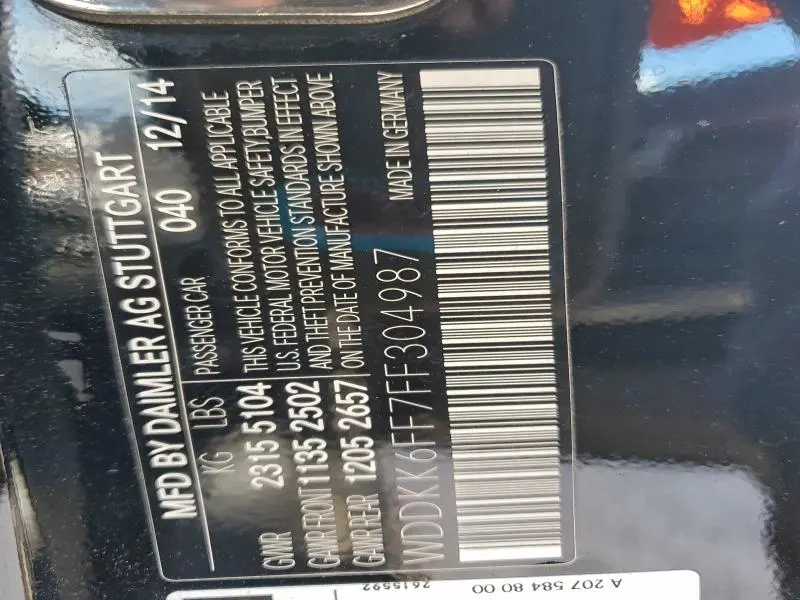 MFD BY DAIMLER AG STUTTGART
040 12/14
KG LBS PASSENGER CAR
GVWR 2315 5104 THIS VEHICLE CONFORMS TO ALL APPLICABLE
GAWR FRONT 1135 2502 U.S. FEDERAL MOTOR VEHICLE SAFETY BUMPER
GAWR REAR 1205 2657 AND THEFT PREVENTION STANDARDS IN EFFECT
ON THE DATE OF MANUFACTURE SHOWN ABOVE
WDDKK6FF7FF304987 MADE IN GERMANY
A 207 584 80 00
2615592